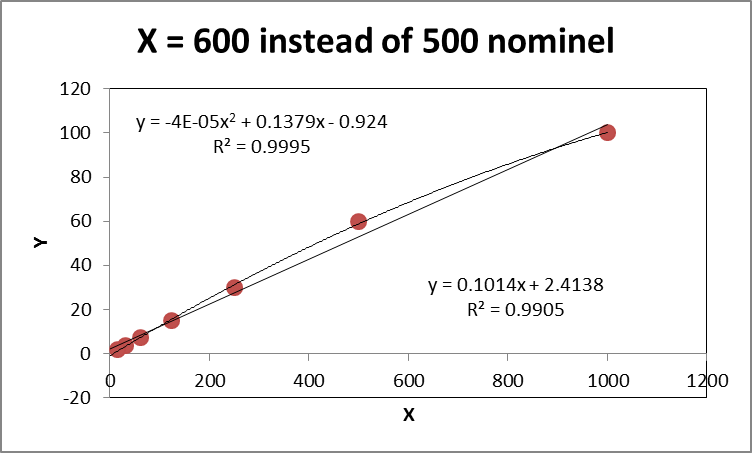 X = 600 instead of 500 nominel
120
100
80
60
40
20
0
-20
y = -4E-05x² + 0.1379x - 0.924
R² = 0.9995
y = 0.1014x + 2.4138
R² = 0.9905
0 200 400 600 800 1000 1200
Y
X